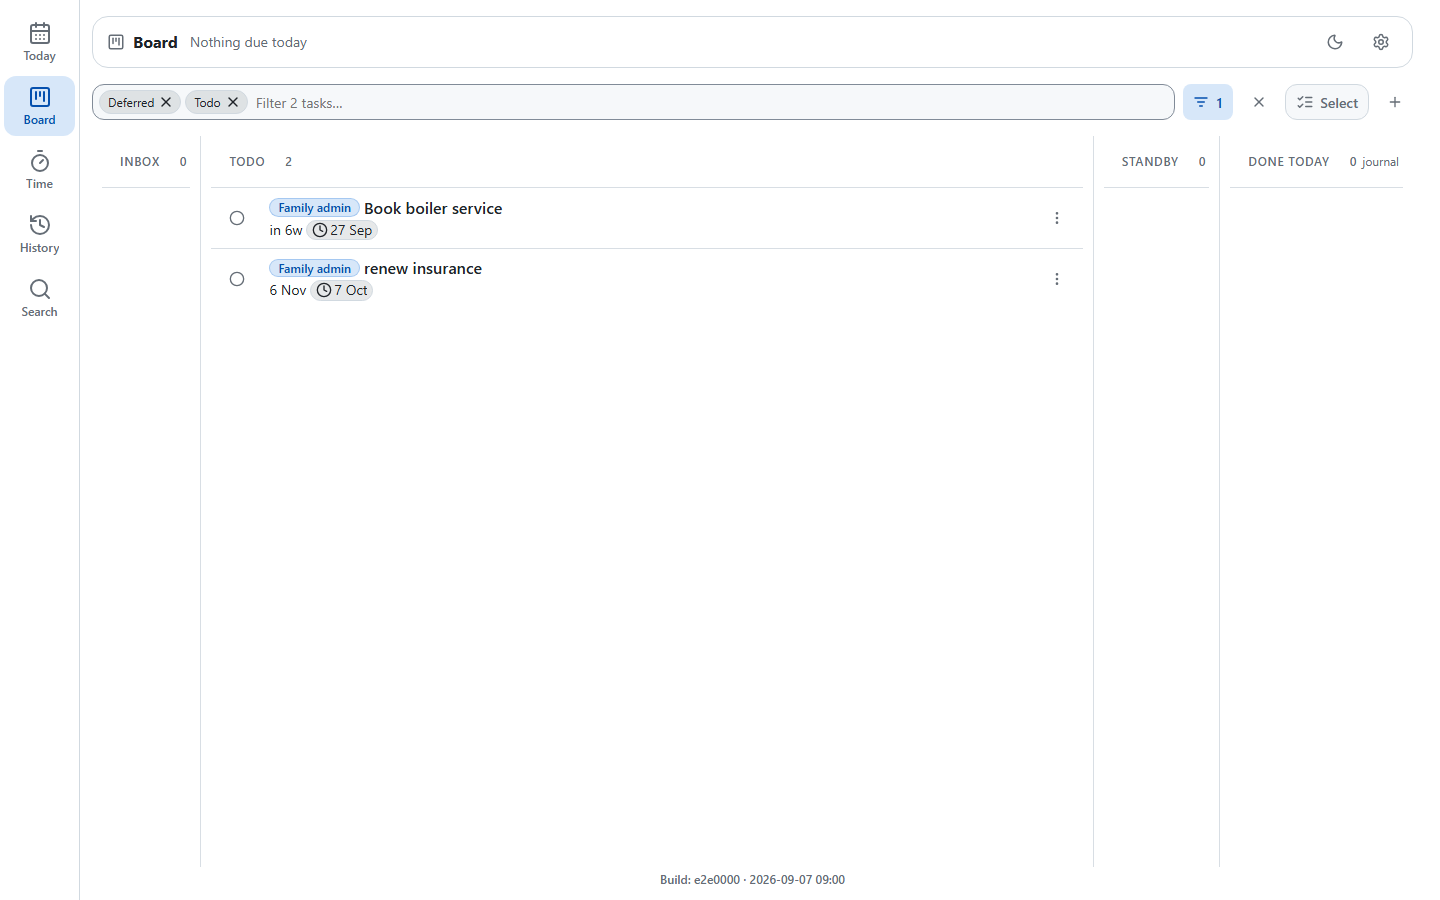 Today
Board
Time
History
Search
Board Nothing due today
Deferred Todo Filter 2 tasks... 1 Select
INBOX 0
TODO 2
Family admin Book boiler service
in 6w 27 Sep
Family admin renew insurance
6 Nov 7 Oct
STANDBY 0
DONE TODAY 0 journal
Build: e2e0000 · 2026-09-07 09:00